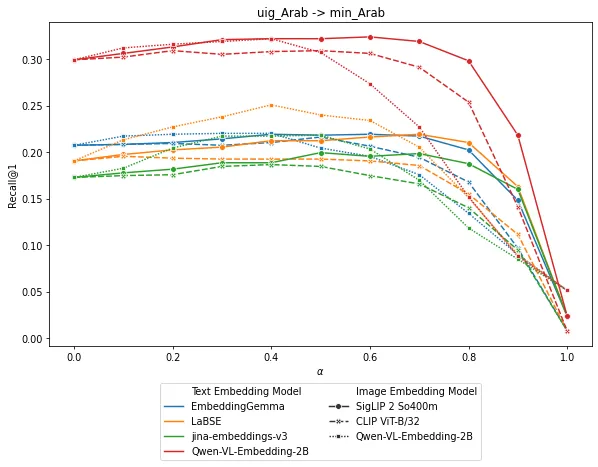 uig_Arab -> min_Arab
Recall@1
0.30
0.25
0.20
0.15
0.10
0.05
0.00
0.0 0.2 0.4 0.6 0.8 1.0
α
Text Embedding Model
EmbeddingGemma
LaBSE
jina-embeddings-v3
Qwen-VL-Embedding-2B
Image Embedding Model
SigLIP 2 So400m
CLIP ViT-B/32
Qwen-VL-Embedding-2B